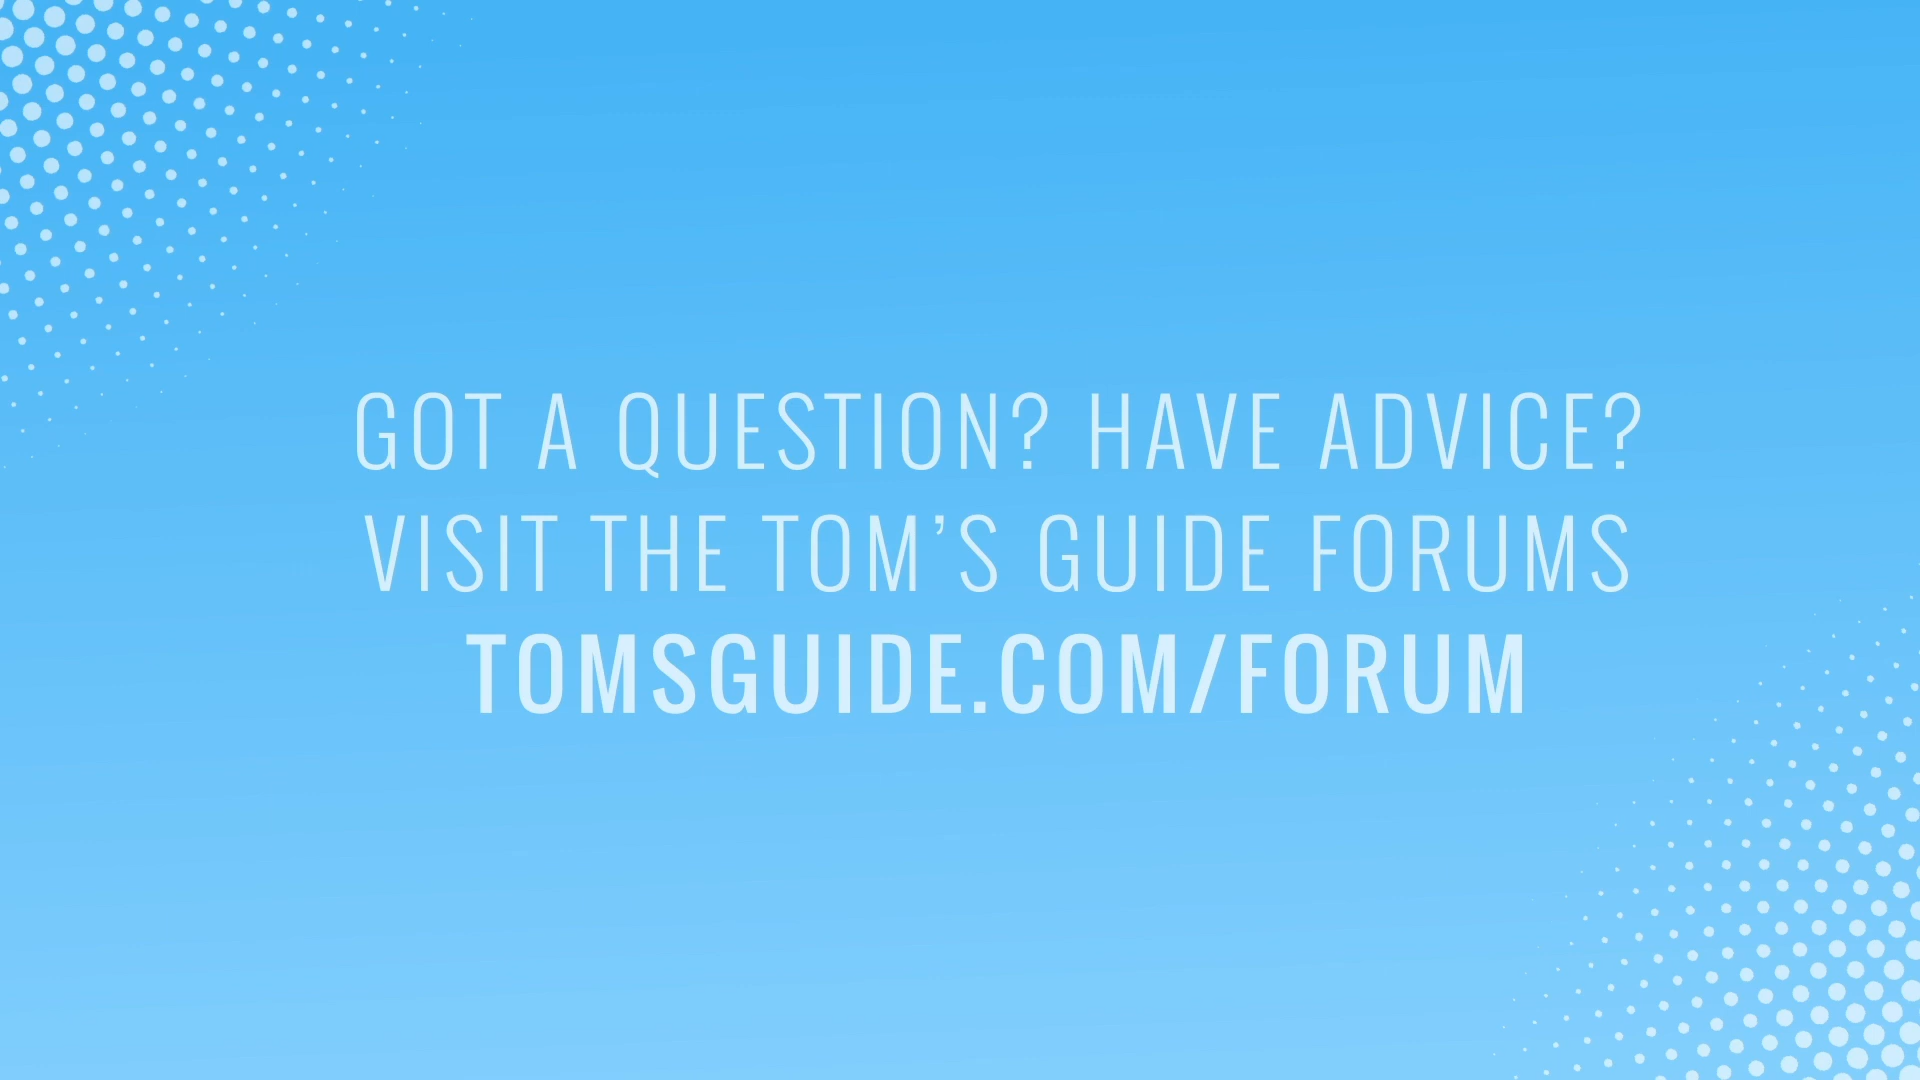 GOT A QUESTION? HAVE ADVICE?
VISIT THE TOM’S GUIDE FORUMS
TOMSGUIDE.COM/FORUM